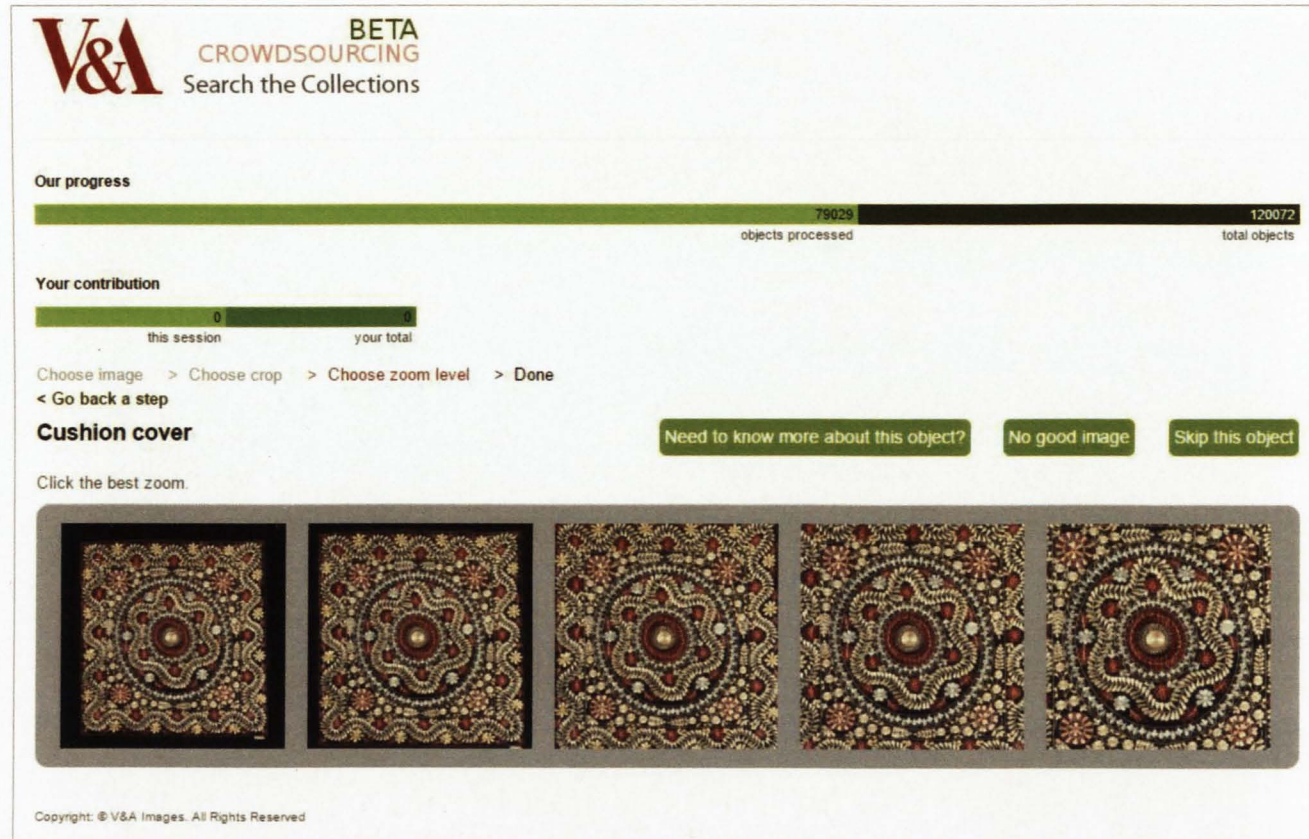 V&A
BETA
CROWDSOURCING
Search the Collections
Our progress
79029 120072
objects processed total objects
Your contribution
0 0
this session your total
Choose image > Choose crop > Choose zoom level > Done
< Go back a step
Cushion cover Need to know more about this object? No good image Skip this object
Click the best zoom.
Copyright: © V&A Images. All Rights Reserved